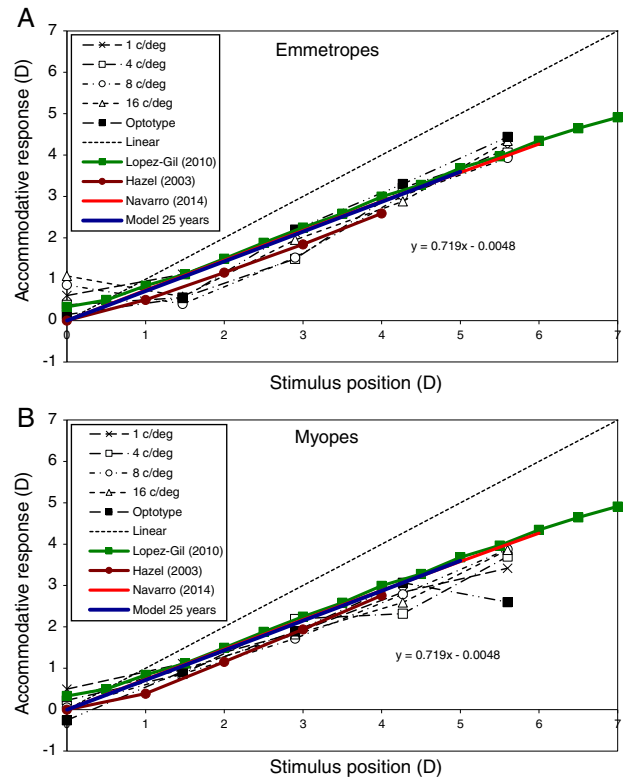 A
Emmetropes
Accommodative response (D)
7
6
5
4
3
2
1
0
-1
1 c/deg
4 c/deg
8 c/deg
16 c/deg
Optotype
Linear
Lopez-Gil (2010)
Hazel (2003)
Navarro (2014)
Model 25 years
y = 0.719x - 0.0048
0 1 2 3 4 5 6 7
Stimulus position (D)
B
Myopes
Accommodative response (D)
7
6
5
4
3
2
1
0
-1
1 c/deg
4 c/deg
8 c/deg
16 c/deg
Optotype
Linear
Lopez-Gil (2010)
Hazel (2003)
Navarro (2014)
Model 25 years
y = 0.719x - 0.0048
0 1 2 3 4 5 6 7
Stimulus position (D)